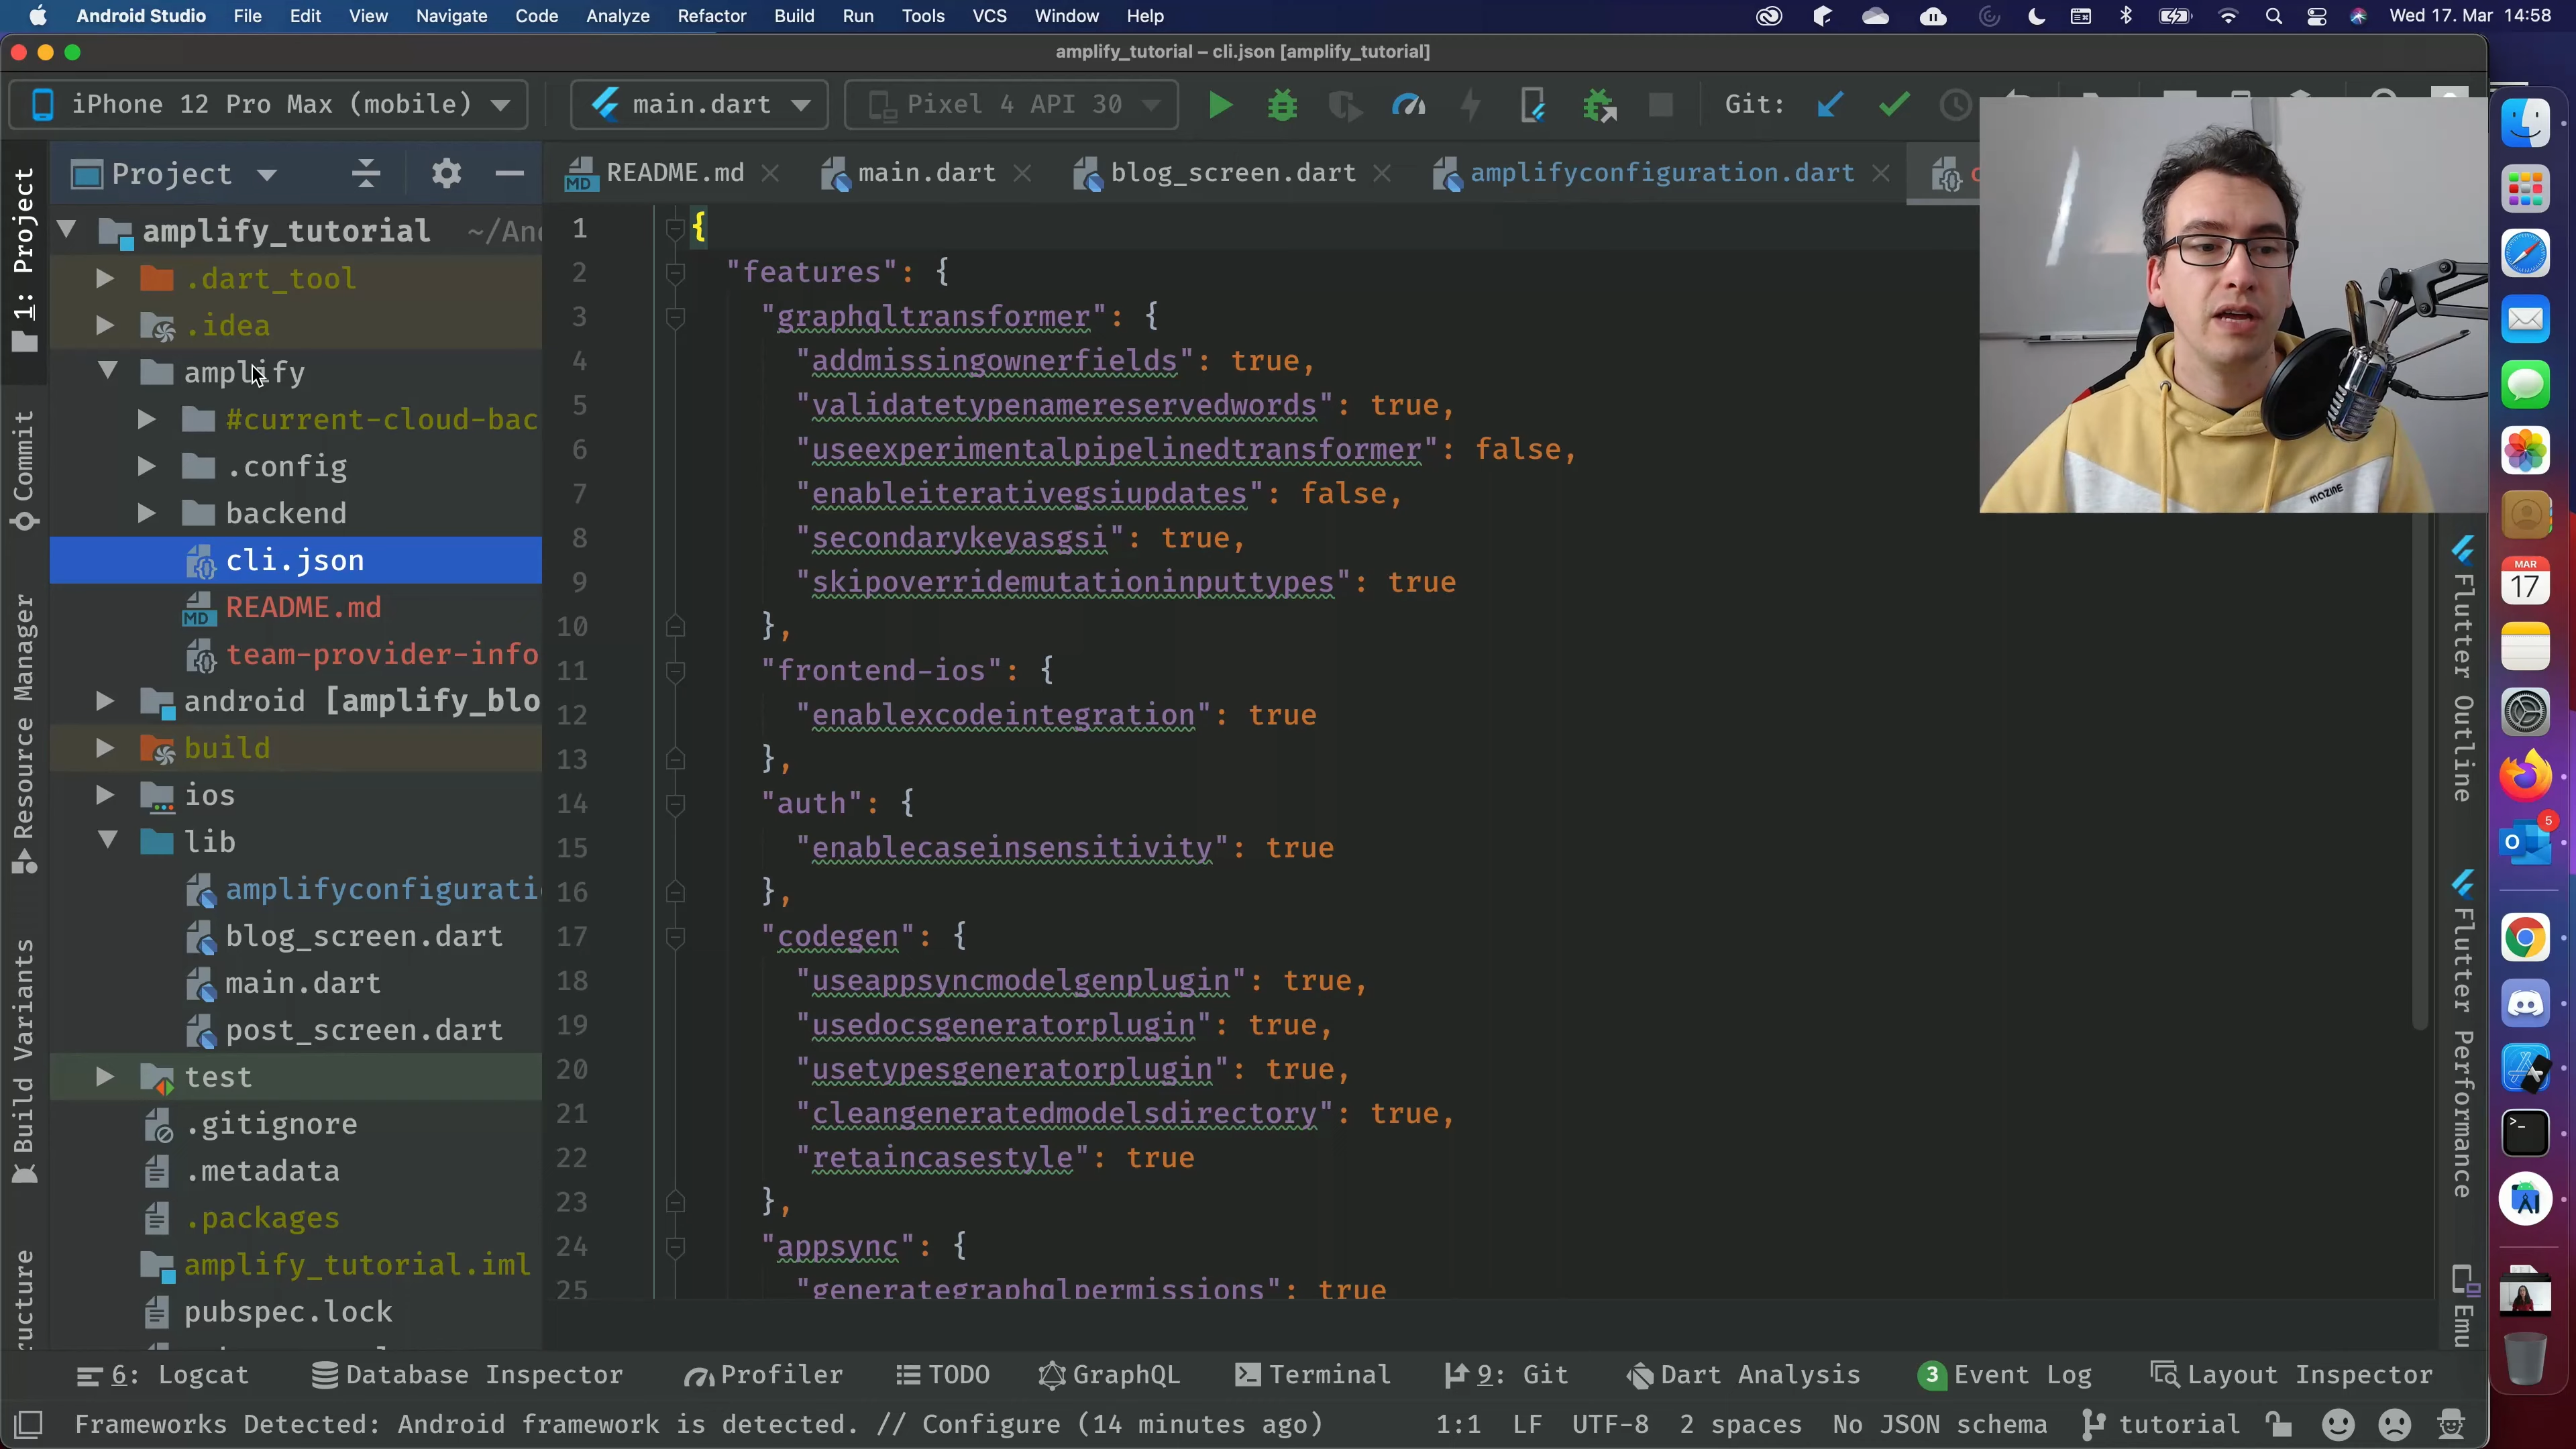 Android Studio File Edit View Navigate Code Analyze Refactor Build Run Tools VCS Window Help Wed 17. Mar 14:58
amplify_tutorial – cli.json [amplify_tutorial]
iPhone 12 Pro Max (mobile) main.dart Pixel 4 API 30 Git:
Project README.md main.dart blog_screen.dart amplifyconfiguration.dart
1: Project
Commit
Resource Manager
Build Variants
amplify_tutorial
.dart_tool
.idea
amplify
#current-cloud-bac
.config
backend
cli.json
README.md
team-provider-info
android [amplify_blo
build
ios
lib
amplifyconfigurati
blog_screen.dart
main.dart
post_screen.dart
test
.gitignore
.metadata
.packages
amplify_tutorial.iml
pubspec.lock
1 {
2 "features": {
3 "graphqltransformer": {
4 "addmissingownerfields": true,
5 "validatetypenamereservedwords": true,
6 "useexperimentalpipelinedtransformer": false,
7 "enableiterativegsiupdates": false,
8 "secondarykeyasgsi": true,
9 "skipoverridemutationinputtypes": true
10 },
11 "frontend-ios": {
12 "enablexcodeintegration": true
13 },
14 "auth": {
15 "enablecaseinsensitivity": true
16 },
17 "codegen": {
18 "useappsyncmodelgenplugin": true,
19 "usedocsgeneratorplugin": true,
20 "usetypesgeneratorplugin": true,
21 "cleangeneratedmodelsdirectory": true,
22 "retaincasestyle": true
23 },
24 "appsync": {
25 "generategraphqlpermissions": true
mazine
Flutter Outline
Flutter Performance
Emu
MAR
17
5
6: Logcat Database Inspector Profiler TODO GraphQL Terminal 9: Git Dart Analysis 3 Event Log Layout Inspector
Frameworks Detected: Android framework is detected. // Configure (14 minutes ago) 1:1 LF UTF-8 2 spaces No JSON schema tutorial